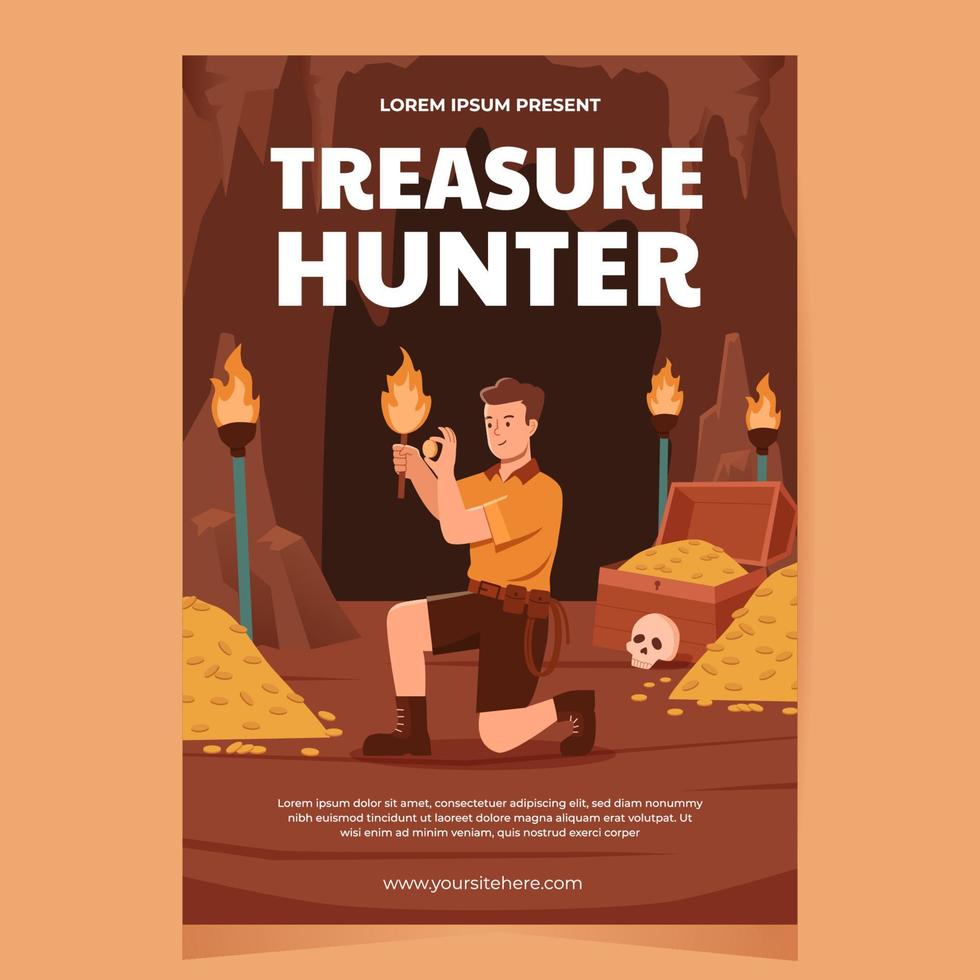 LOREM IPSUM PRESENT
TREASURE
HUNTER
Lorem ipsum dolor sit amet, consectetuer adipiscing elit, sed diam nonummy
nibh euismod tincidunt ut laoreet dolore magna aliquam erat volutpat. Ut
wisi enim ad minim veniam, quis nostrud exerci corper
www.yoursitehere.com